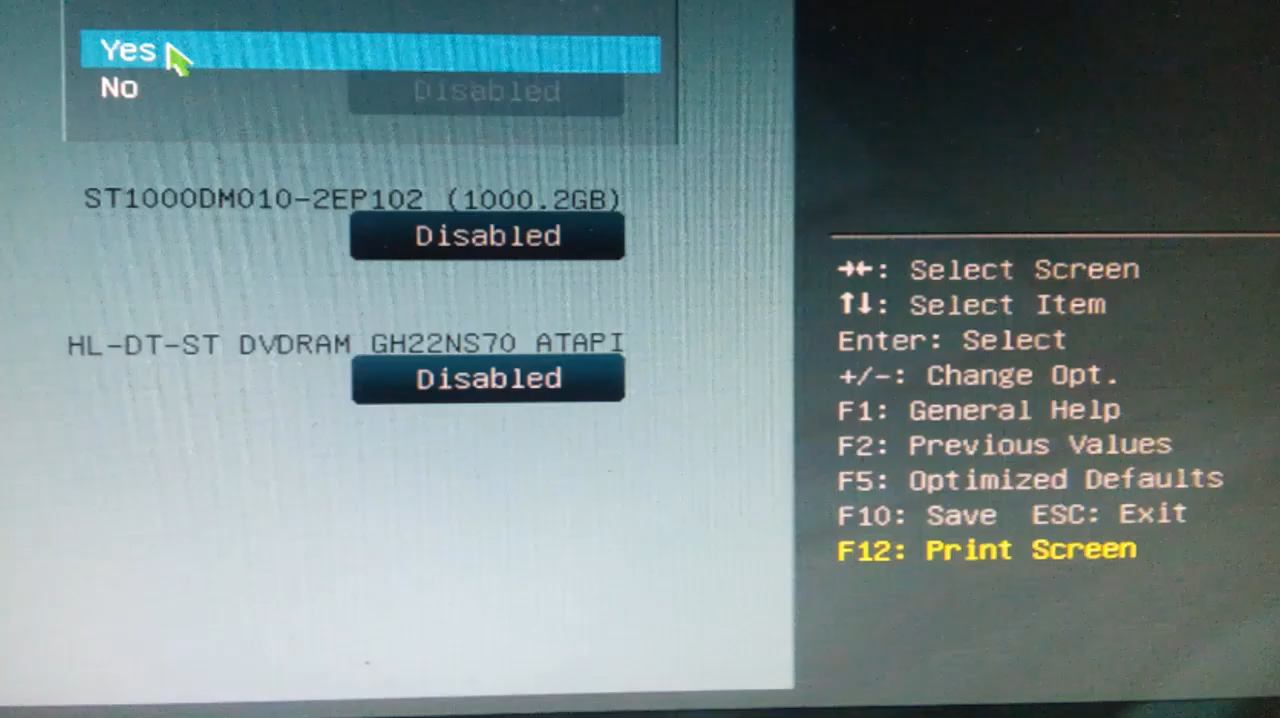 Yes
No
Disabled
ST1000DM010-2EP102 (1000.2GB)
Disabled
HL-DT-ST DVDRAM GH22NS70 ATAPI
Disabled
→←: Select Screen
↑↓: Select Item
Enter: Select
+/-: Change Opt.
F1: General Help
F2: Previous Values
F5: Optimized Defaults
F10: Save ESC: Exit
F12: Print Screen